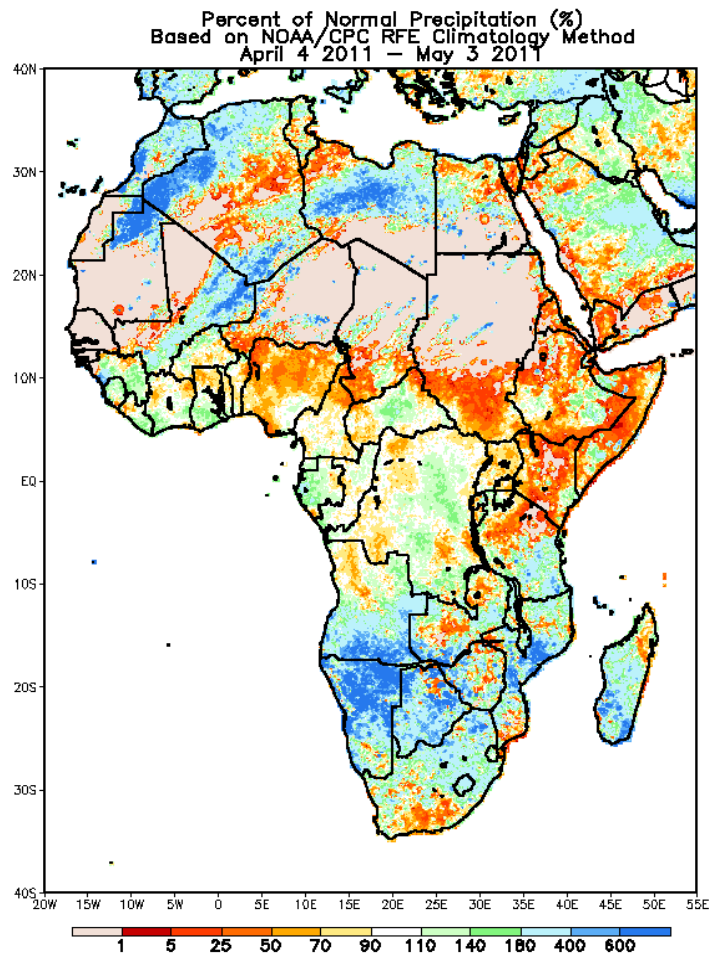 Percent of Normal Precipitation (%)
Based on NOAA/CPC RFE Climatology Method
April 4 2011 – May 3 2011
40N
30N
20N
10N
EQ
10S
20S
30S
40S
20W 15W 10W 5W 0 5E 10E 15E 20E 25E 30E 35E 40E 45E 50E 55E
1 5 25 50 70 90 110 140 180 400 600